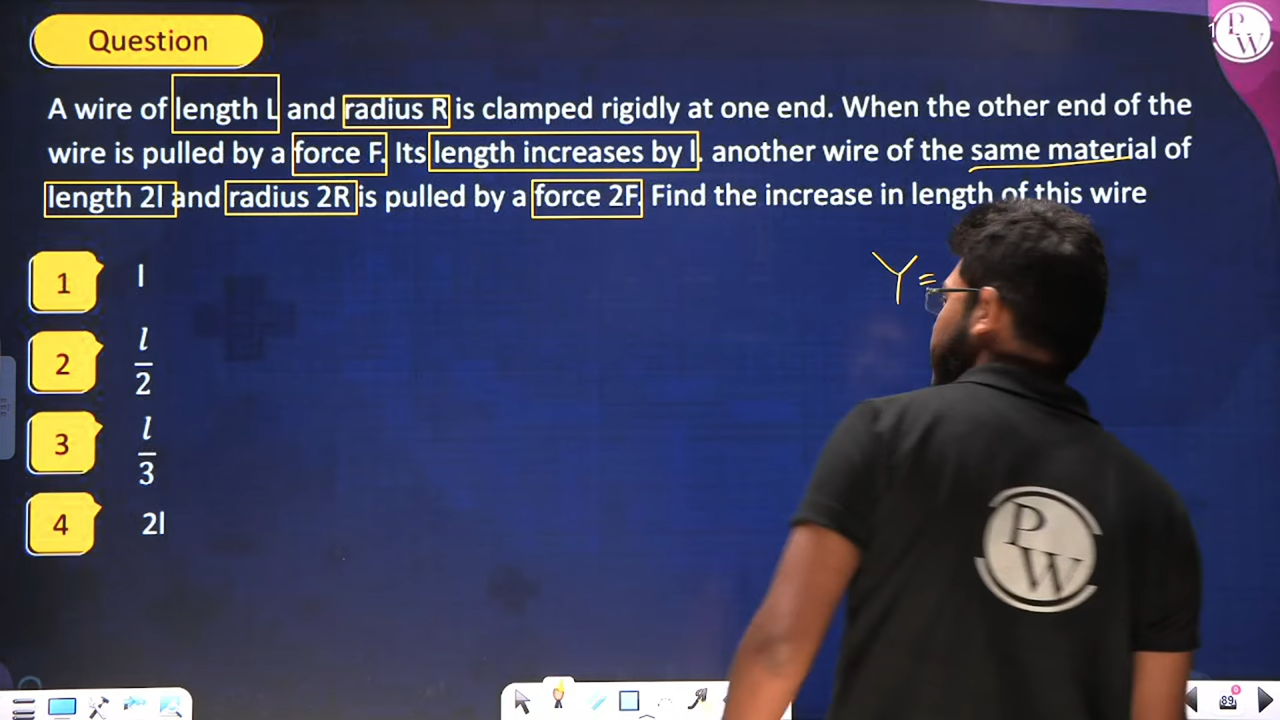 Question
A wire of length L and radius R is clamped rigidly at one end. When the other end of the
wire is pulled by a force F. Its length increases by l. another wire of the same material of
length 2l and radius 2R is pulled by a force 2F. Find the increase in length of this wire
Y =
1 l
2 l/2
3 l/3
4 2l
PW
PW
89